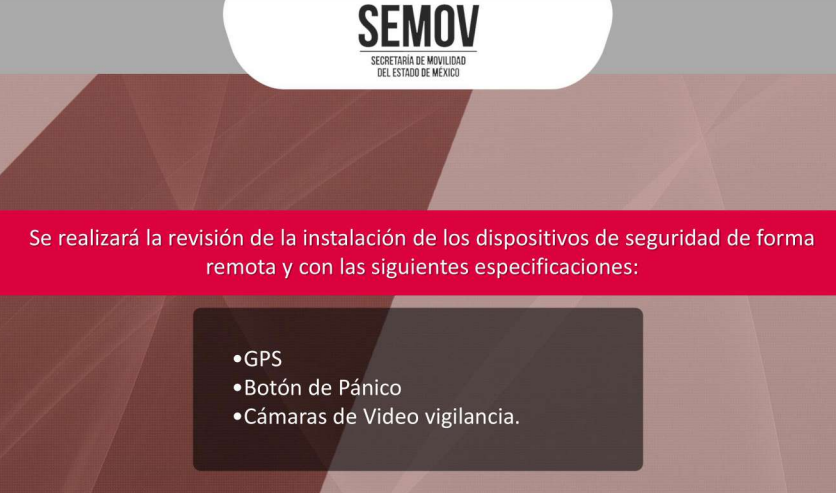 SEMOV
SECRETARÍA DE MOVILIDAD
DEL ESTADO DE MÉXICO
Se realizará la revisión de la instalación de los dispositivos de seguridad de forma
remota y con las siguientes especificaciones:
•GPS
•Botón de Pánico
•Cámaras de Video vigilancia.